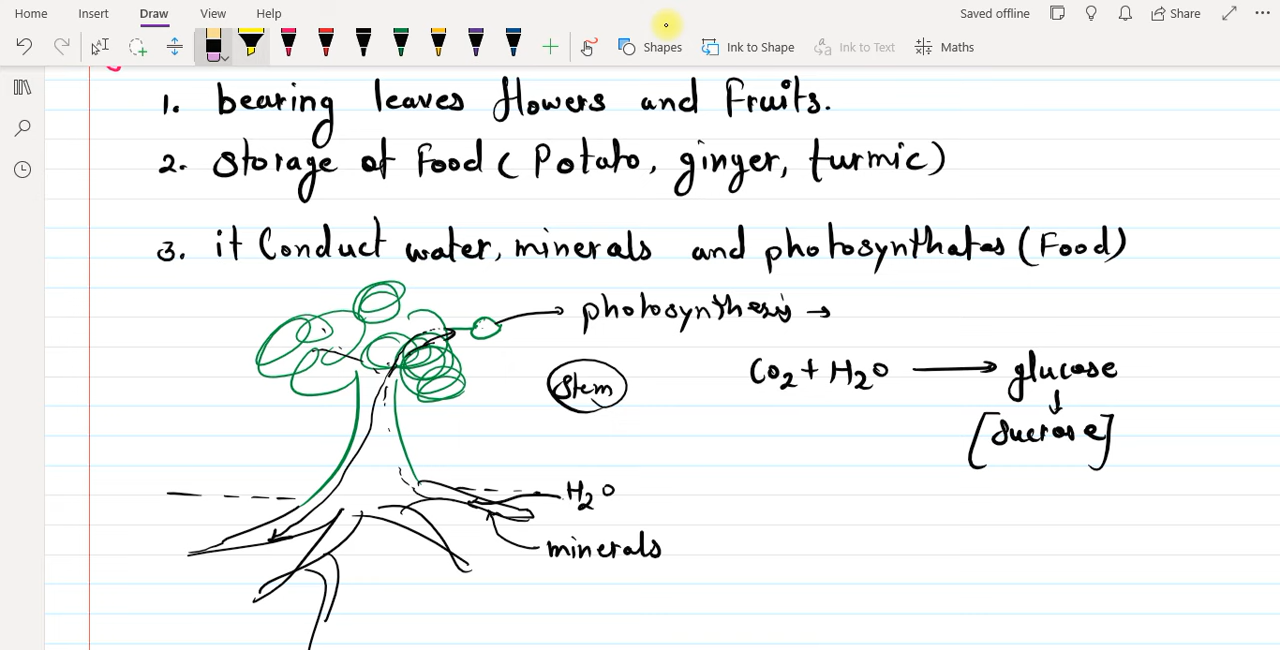 Home Insert Draw View Help Saved offline Share
Shapes Ink to Shape Ink to Text Maths
1. bearing leaves flowers and Fruits.
2. Storage of Food ( Potato, ginger, turmic)
3. it Conduct water, minerals and photosynthates (Food)
photosynthesis →
CO2 + H2O → glucose
Stem
[Sucrose]
H2O
minerals